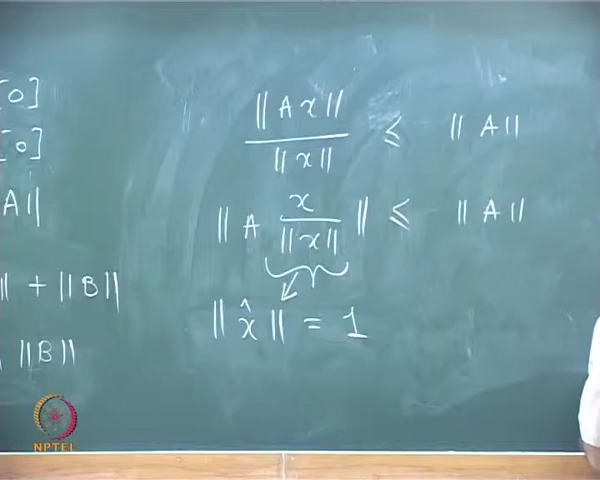 [0]
[0]
A||
|| + ||B||
||B||
||Ax|| / ||x|| ≤ ||A||
||A x / ||x|| || ≤ ||A||
||x̂|| = 1
NPTEL